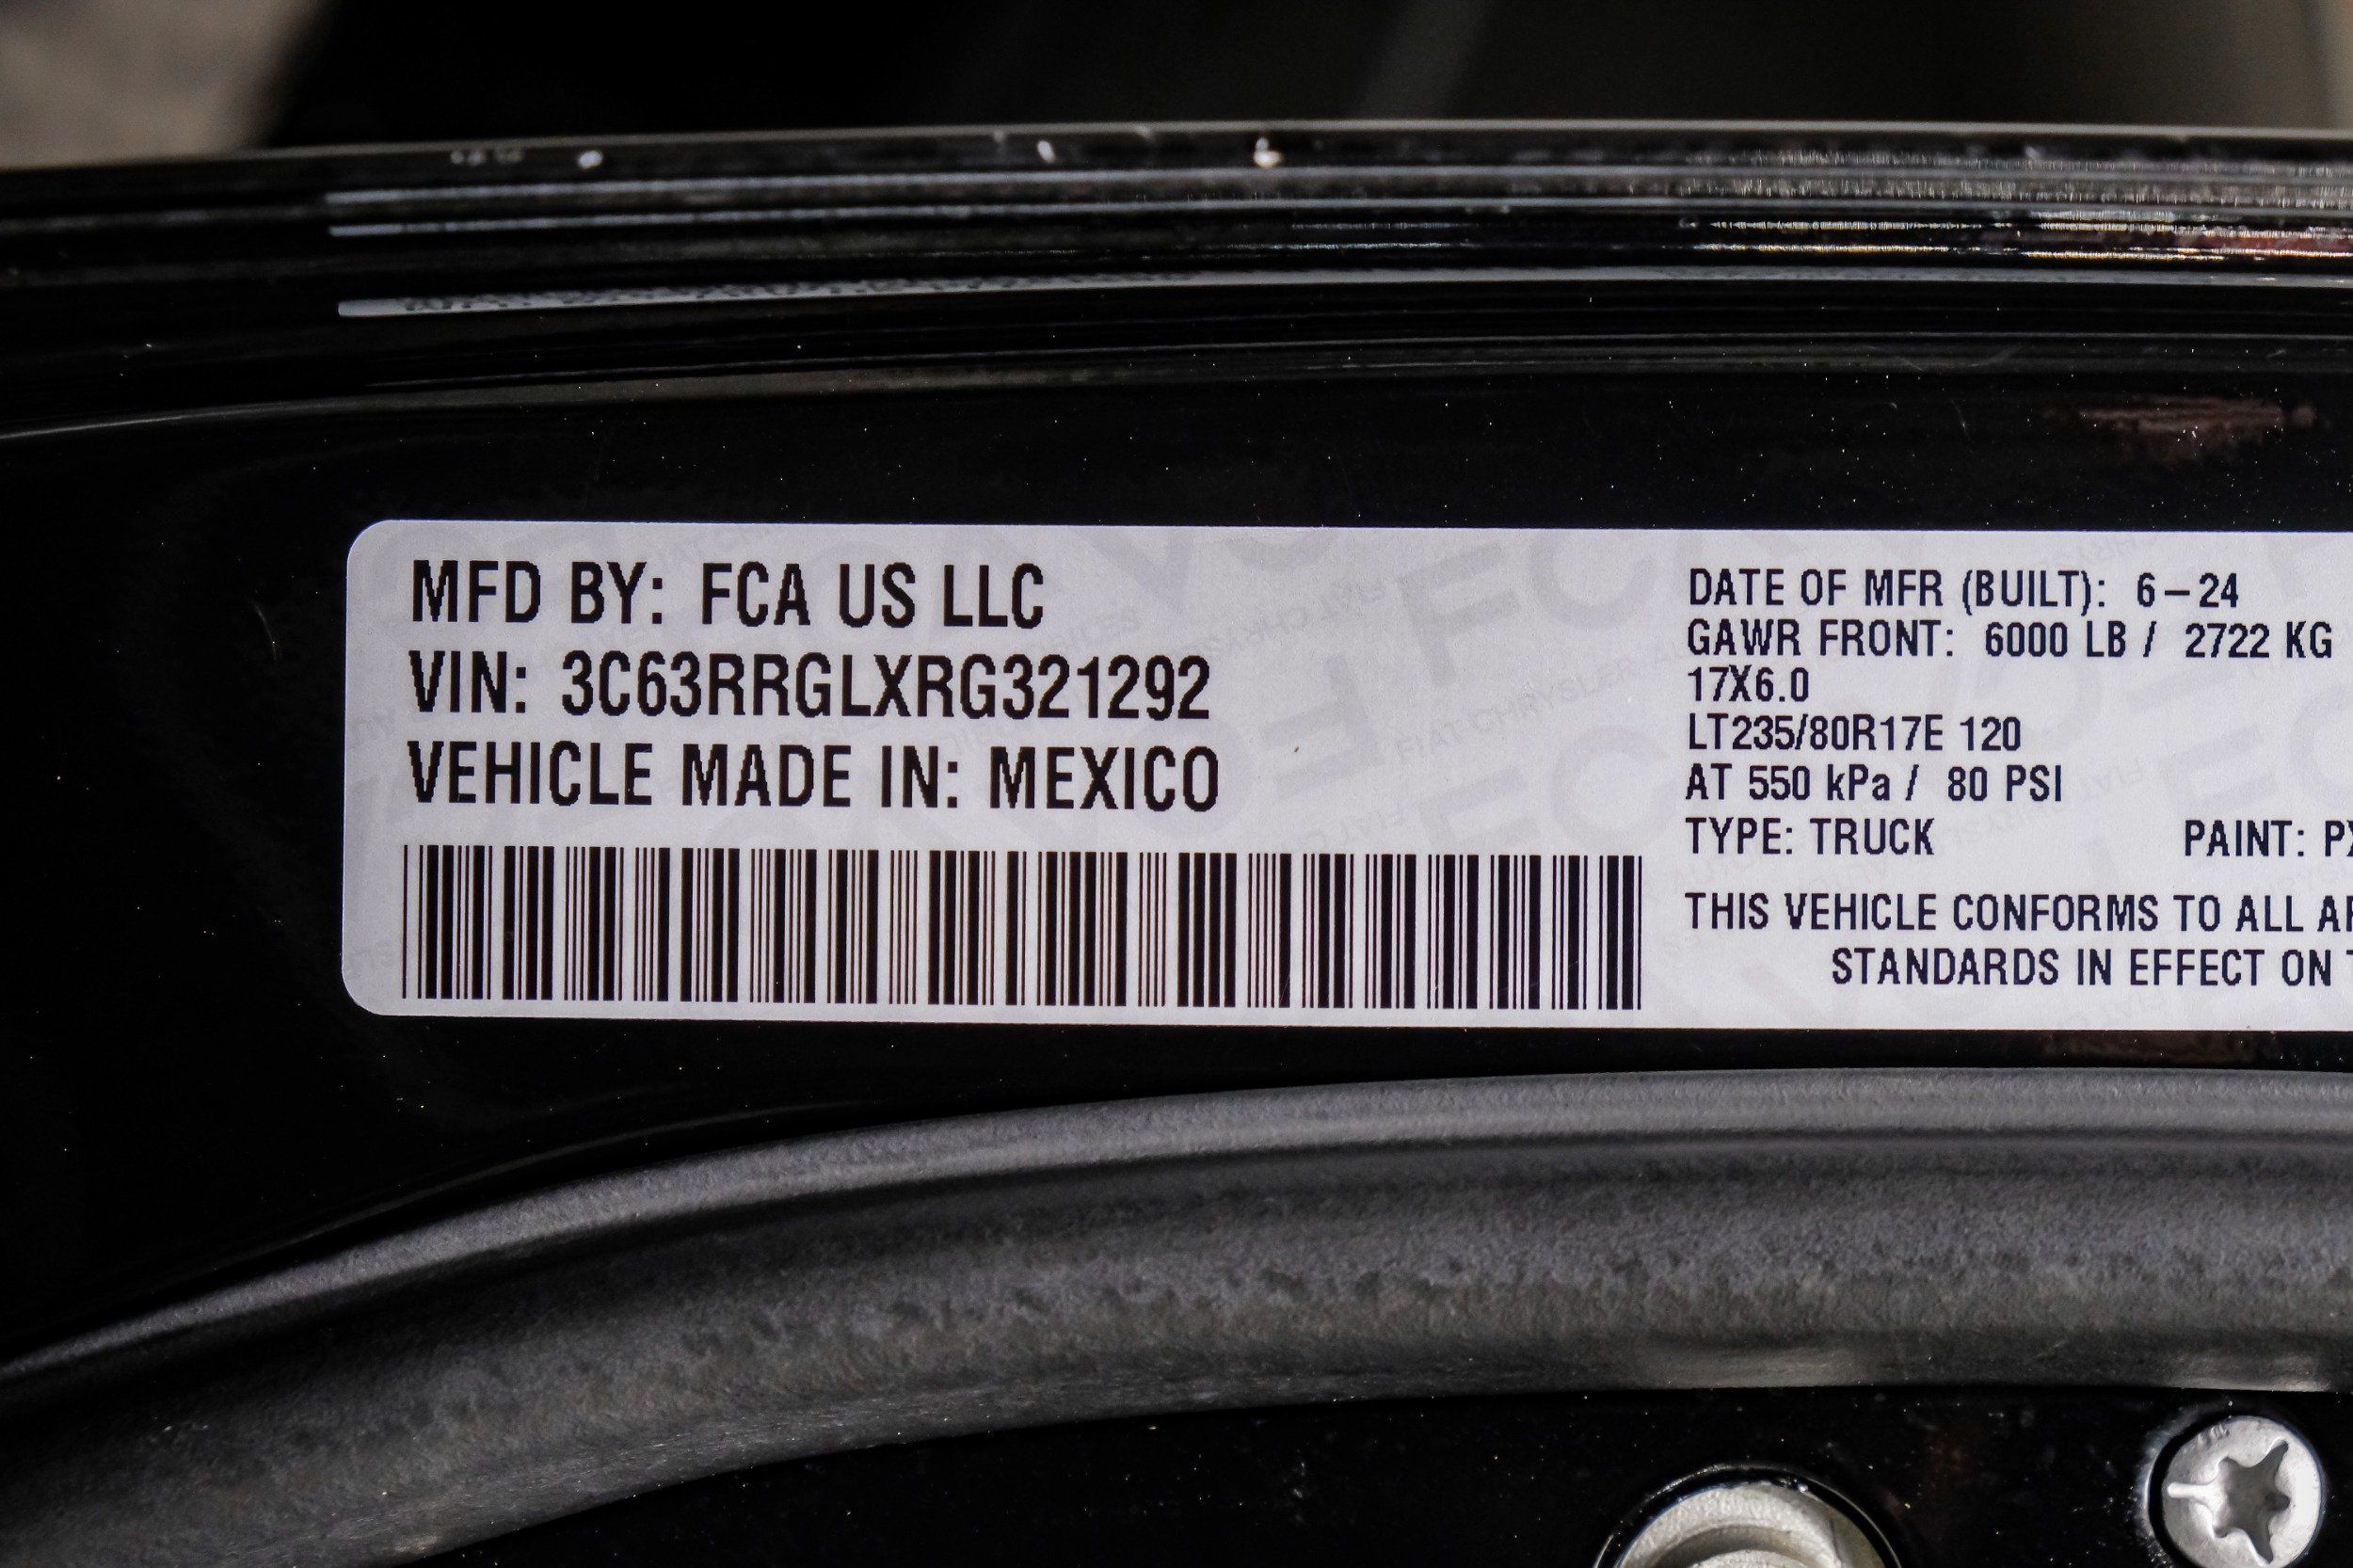 MFD BY: FCA US LLC
VIN: 3C63RRGLXRG321292
VEHICLE MADE IN: MEXICO
DATE OF MFR (BUILT): 6-24
GAWR FRONT: 6000 LB / 2722 KG
17X6.0
LT235/80R17E 120
AT 550 kPa / 80 PSI
TYPE: TRUCK PAINT:
THIS VEHICLE CONFORMS TO ALL
STANDARDS IN EFFECT ON